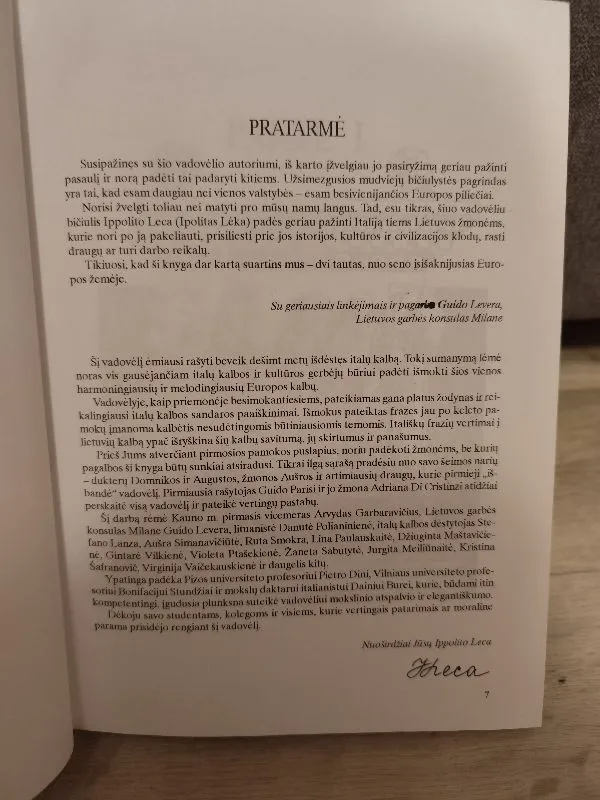 PRATARMĖ
Susipažinęs su šio vadovėlio autoriumi, iš karto įžvelgiau jo pasiryžimą geriau pažinti
pasaulį ir norą padėti tai padaryti kitiems. Užsimezgusios mudviejų bičiulystės pagrindas
yra tai, kad esam daugiau nei vienos valstybės – esam besivienijančios Europos piliečiai.
Norisi žvelgti toliau nei matyti pro mūsų namų langus. Tad, esu tikras, šiuo vadovėliu
bičiulis Ippolito Leca (Ipolitas Lėka) padės geriau pažinti Italiją tiems Lietuvos žmonėms,
kurie nori po ją pakeliauti, prisiliesti prie jos istorijos, kultūros ir civilizacijos klodų, rasti
draugų ar turi darbo reikalų.
Tikiuosi, kad ši knyga dar kartą suartins mus – dvi tautas, nuo seno įsišaknijusias Euro-
pos žemėje.
Su geriausiais linkėjimais ir pagarba Guido Levera,
Lietuvos garbės konsulas Milane
Šį vadovėlį ėmiausi rašyti beveik dešimt metų išdėstęs italų kalbą. Tokį sumanymą lėmė
noras vis gausėjančiam italų kalbos ir kultūros gerbėjų būriui padėti išmokti šios vienos
harmoningiausių ir melodingiausių Europos kalbų.
Vadovėlyje, kaip priemonėje besimokantiesiems, pateikiamas gana platus žodynas ir rei-
kalingiausi italų kalbos sandaros paaiškinimai. Išmokus pateiktas frazes jau po kelėto pa-
mokų įmanoma kalbėtis nesudėtingomis būtiniausiomis temomis. Itališkų frazių vertimai į
lietuvių kalbą ypač išryškina šių kalbų savitumą, jų skirtumus ir panašumus.
Prieš Jums atverčiant pirmosios pamokos puslapius, noriu padėkoti žmonėms, be kurių
pagalbos ši knyga būtų sunkiai atsiradusi. Tikrai ilgą sąrašą pradėsiu nuo savo šeimos narių
– dukterų Domnikos ir Augustos, žmonos Aušros ir artimiausių draugų, kurie pirmieji „iš-
bandė“ vadovėlį. Pirmiausia rašytojas Guido Parisi ir jo žmona Adriana Di Cristinzi atidžiai
perskaitė visą vadovėlį ir pateikė vertingų pastabų.
Šį darbą rėmė Kauno m. pirmasis vicemeras Arvydas Garbaravičius, Lietuvos garbės
konsulas Milane Guido Levera, lituanistė Danutė Polianinienė, italų kalbos dėstytojas Ste-
fano Lanza, Aušra Simanavičiūtė, Ruta Smokra, Lina Paulauskaitė, Džiuginta Maštavičie-
nė, Gintarė Vilkienė, Violeta Ptašekienė, Žaneta Sabutytė, Jurgita Meiliūnaitė, Kristina
Šafranovič, Virginija Vaičekauskienė ir daugelis kitų.
Ypatinga padėka Pizos universiteto profesoriui Pietro Dini, Vilniaus universiteto profe-
soriui Bonifacijui Stundžiai ir mokslų daktarui italianistui Dainiui Būrei, kurie, būdami itin
kompetentingi, įgudusia plunksna suteikė vadovėliui mokslinio atspalvio ir elegantiškumo.
Dėkoju savo studentams, kolegoms ir visiems, kurie vertingais patarimais ar moraline
parama prisidėjo rengiant šį vadovėlį.
Nuoširdžiai Jūsų Ippolito Leca
7